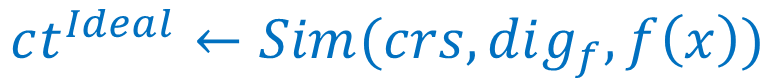 ct^{Ideal} ← Sim(crs, dig_f, f(x))